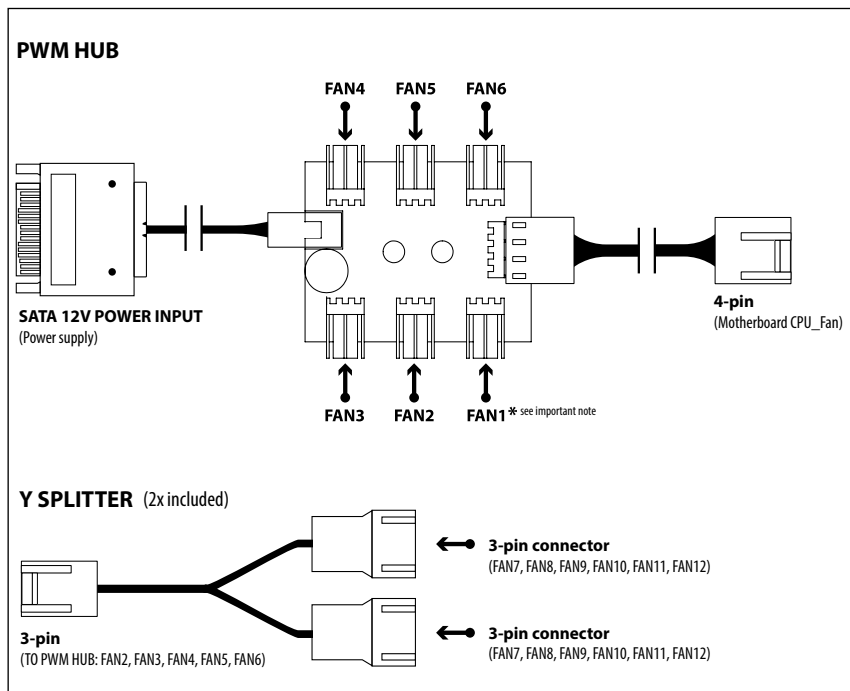 PWM HUB
FAN4 FAN5 FAN6
SATA 12V POWER INPUT
(Power supply)
4-pin
(Motherboard CPU_Fan)
FAN3 FAN2 FAN1* see important note
Y SPLITTER (2x included)
3-pin connector
(FAN7, FAN8, FAN9, FAN10, FAN11, FAN12)
3-pin
(TO PWM HUB: FAN2, FAN3, FAN4, FAN5, FAN6)
3-pin connector
(FAN7, FAN8, FAN9, FAN10, FAN11, FAN12)